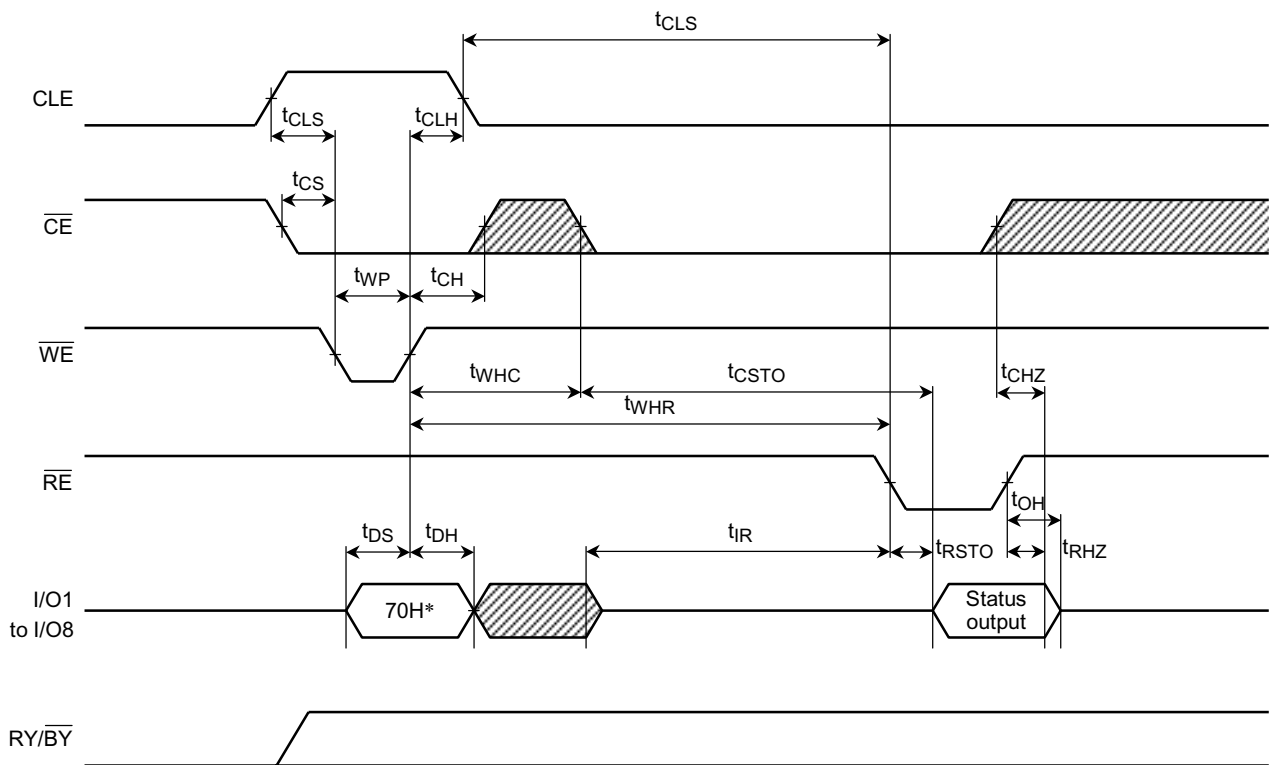 tCLS
CLE
tCLS
tCLH
tCS
CE
tWP
tCH
WE
tWHC
tCSTO
tCHZ
tWHR
RE
tOH
tDS
tDH
tIR
tRSTO
tRHZ
I/O1
to I/O8
70H*
Status
output
RY/BY